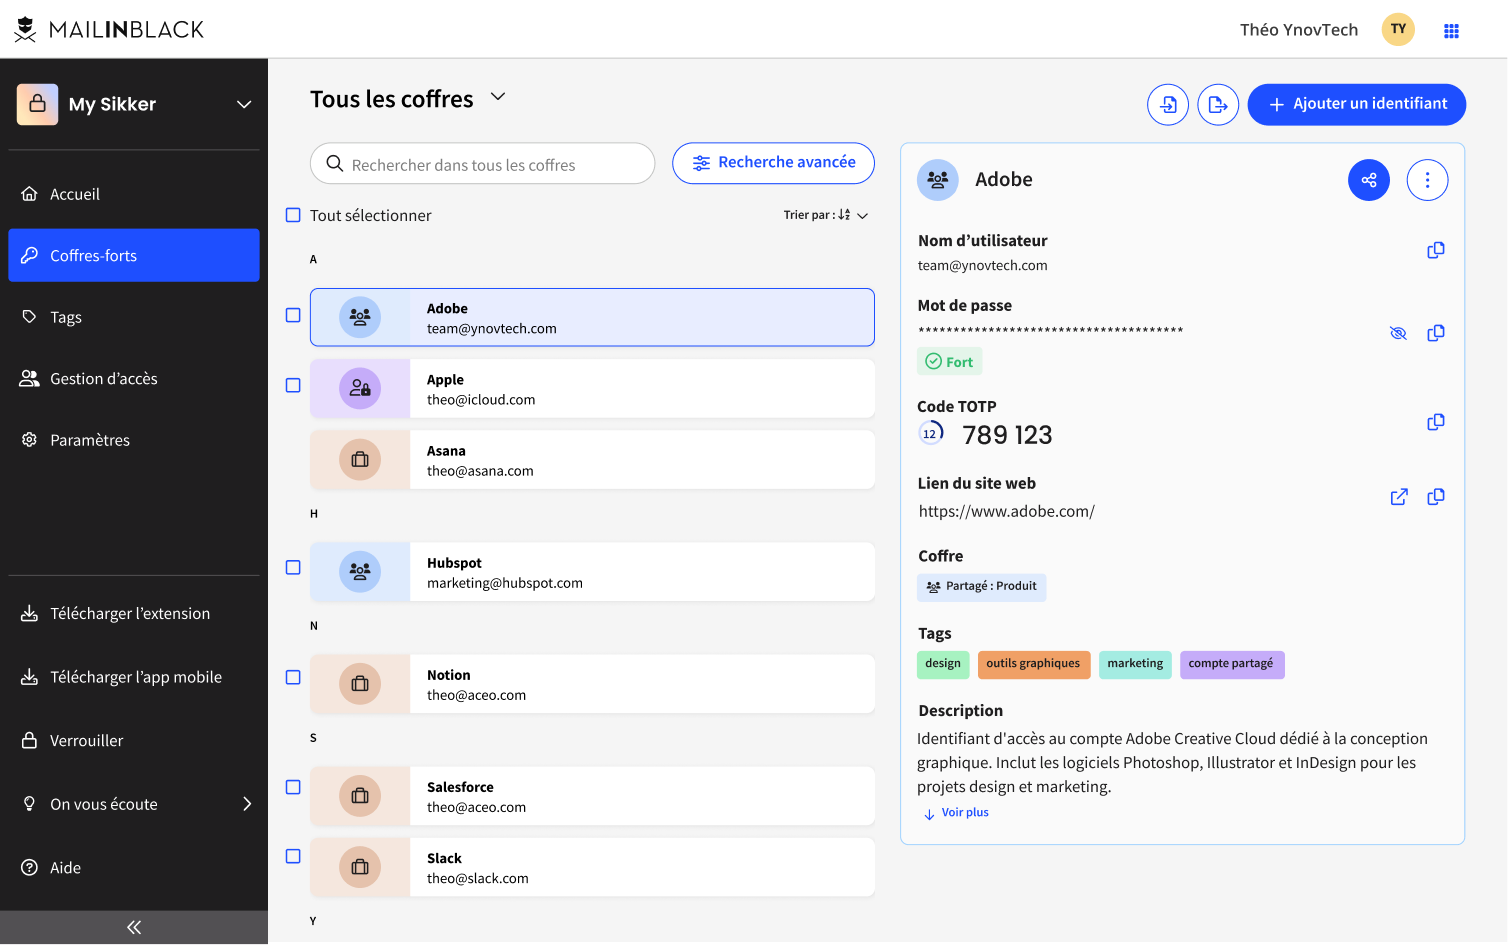 MAILINBLACK
Théo YnovTech
TY
My Sikker
Accueil
Coffres-forts
Tags
Gestion d’accès
Paramètres
Télécharger l’extension
Télécharger l’app mobile
Verrouiller
On vous écoute
Aide
Tous les coffres
Ajouter un identifiant
Rechercher dans tous les coffres
Recherche avancée
Tout sélectionner
Trier par :
A
Adobe
team@ynovtech.com
Apple
theo@icloud.com
Asana
theo@asana.com
H
Hubspot
marketing@hubspot.com
N
Notion
theo@aceo.com
S
Salesforce
theo@aceo.com
Slack
theo@slack.com
Y
Adobe
Nom d’utilisateur
team@ynovtech.com
Mot de passe
*************************************
Fort
Code TOTP
12
789 123
Lien du site web
https://www.adobe.com/
Coffre
Partagé : Produit
Tags
design
outils graphiques
marketing
compte partagé
Description
Identifiant d'accès au compte Adobe Creative Cloud dédié à la conception
graphique. Inclut les logiciels Photoshop, Illustrator et InDesign pour les
projets design et marketing.
Voir plus